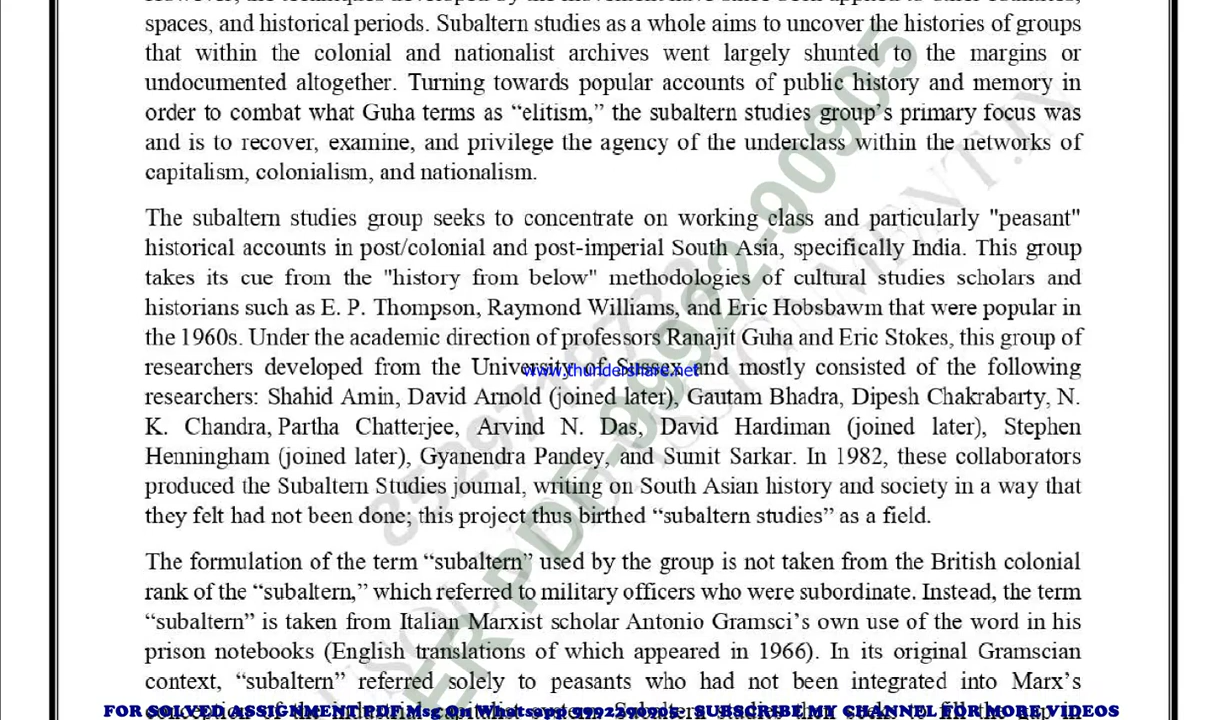 spaces, and historical periods. Subaltern studies as a whole aims to uncover the histories of groups
that within the colonial and nationalist archives went largely shunted to the margins or
undocumented altogether. Turning towards popular accounts of public history and memory in
order to combat what Guha terms as “elitism,” the subaltern studies group’s primary focus was
and is to recover, examine, and privilege the agency of the underclass within the networks of
capitalism, colonialism, and nationalism.
The subaltern studies group seeks to concentrate on working class and particularly "peasant"
historical accounts in post/colonial and post-imperial South Asia, specifically India. This group
takes its cue from the "history from below" methodologies of cultural studies scholars and
historians such as E. P. Thompson, Raymond Williams, and Eric Hobsbawm that were popular in
the 1960s. Under the academic direction of professors Ranajit Guha and Eric Stokes, this group of
researchers developed from the University of Sussex and mostly consisted of the following
www.thundershare.net
researchers: Shahid Amin, David Arnold (joined later), Gautam Bhadra, Dipesh Chakrabarty, N.
K. Chandra, Partha Chatterjee, Arvind N. Das, David Hardiman (joined later), Stephen
Henningham (joined later), Gyanendra Pandey, and Sumit Sarkar. In 1982, these collaborators
produced the Subaltern Studies journal, writing on South Asian history and society in a way that
they felt had not been done; this project thus birthed “subaltern studies” as a field.
The formulation of the term “subaltern” used by the group is not taken from the British colonial
rank of the “subaltern,” which referred to military officers who were subordinate. Instead, the term
“subaltern” is taken from Italian Marxist scholar Antonio Gramsci’s own use of the word in his
prison notebooks (English translations of which appeared in 1966). In its original Gramscian
context, “subaltern” referred solely to peasants who had not been integrated into Marx’s
FOR SOLVED ASSIGNMENT PDF Msg On Whatsapp 9992290905. SUBSCRIBE MY CHANNEL FOR MORE VIDEOS
ER PDF-99922-90905